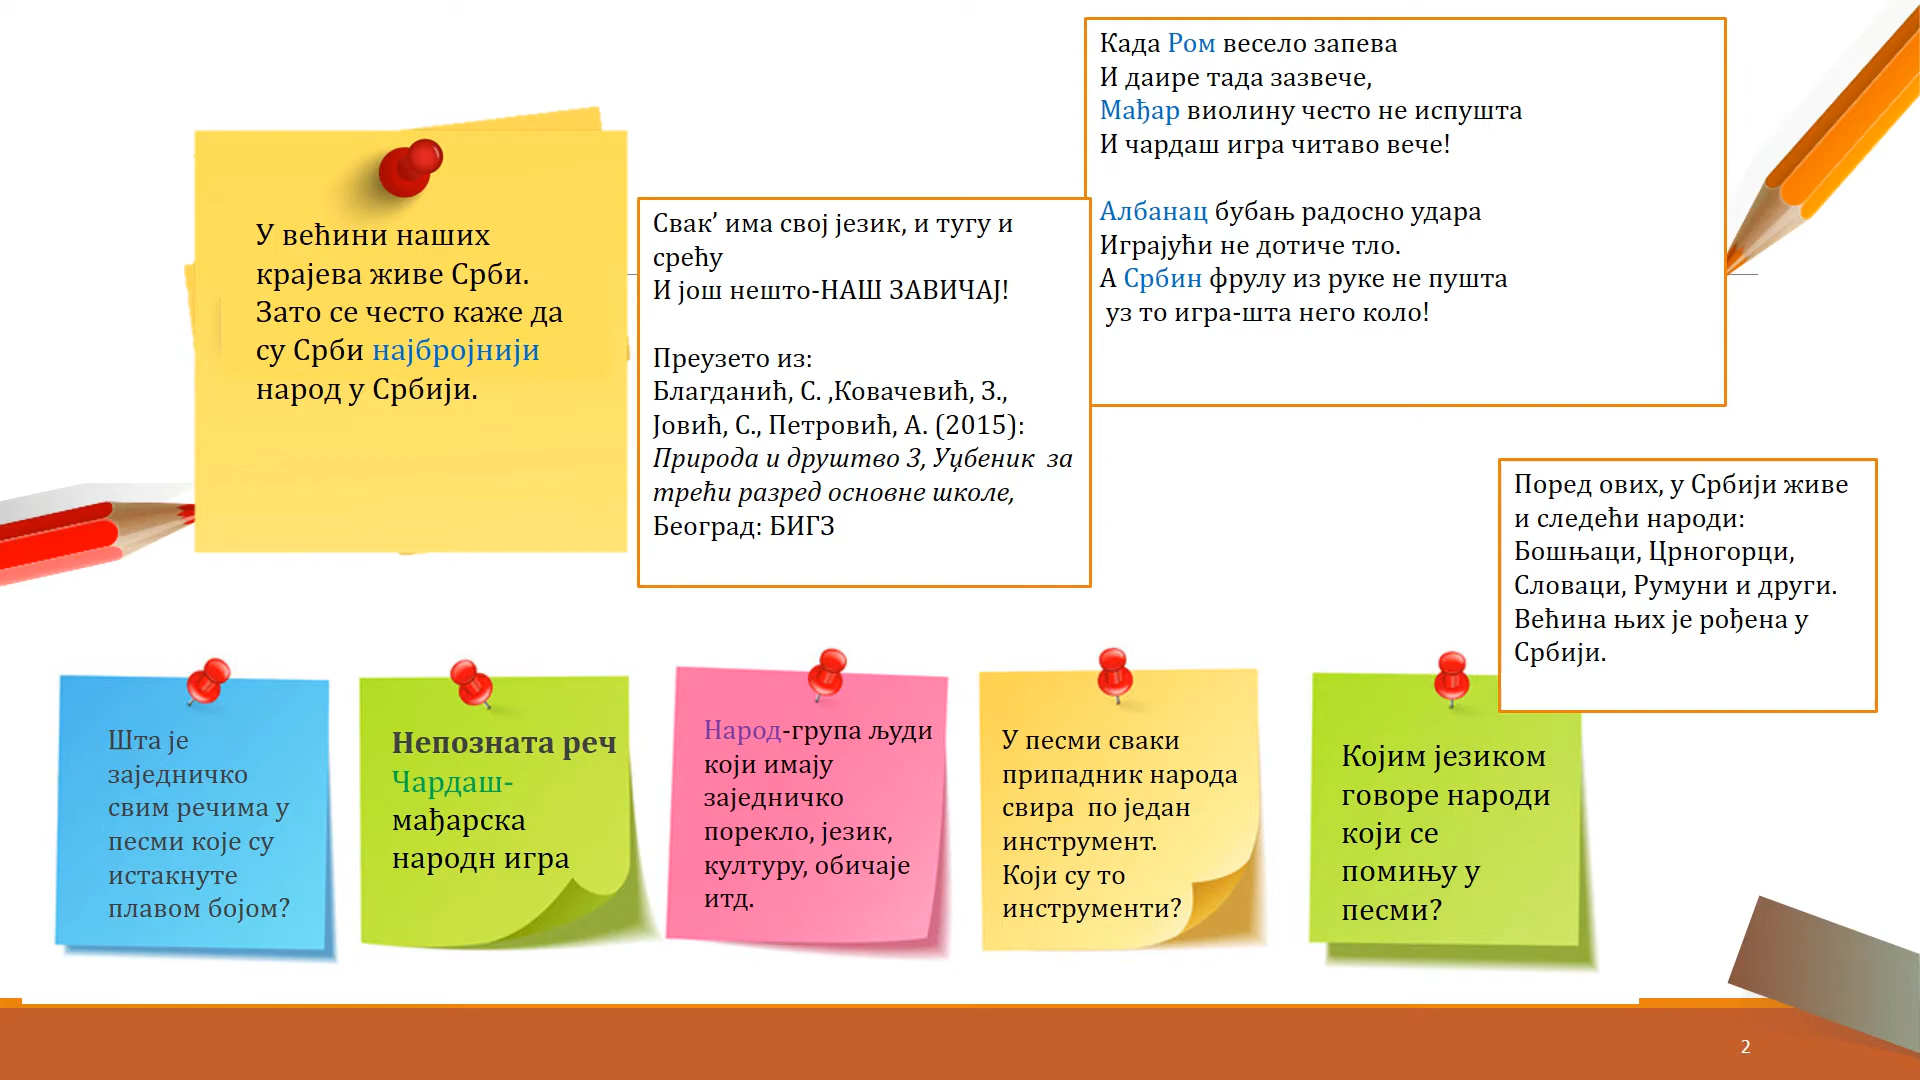 Када Ром весело запева
И даире тада зазвече,
Мађар виолину често не испушта
И чардаш игра читаво вече!
Албанац бубањ радосно удара
Играјући не дотиче тло.
А Србин фрулу из руке не пушта
уз то игра-шта него коло!
У већини наших
крајева живе Срби.
Зато се често каже да
су Срби најбројнији
народ у Србији.
Свак’ има свој језик, и тугу и
срећу
И још нешто-НАШ ЗАВИЧАЈ!
Преузето из:
Благданић, С. ,Ковачевић, З.,
Јовић, С., Петровић, А. (2015):
Природа и друштво 3, Уџбеник за
трећи разред основне школе,
Београд: БИГЗ
Поред ових, у Србији живе
и следећи народи:
Бошњаци, Црногорци,
Словаци, Румуни и други.
Већина њих је рођена у
Србији.
Шта је
заједничко
свим речима у
песми које су
истакнуте
плавом бојом?
Непозната реч
Чардаш-
мађарска
народн игра
Народ-група људи
који имају
заједничко
порекло, језик,
културу, обичаје
итд.
У песми сваки
припадник народа
свира по један
инструмент.
Који су то
инструменти?
Којим језиком
говоре народи
који се
помињу у
песми?
2